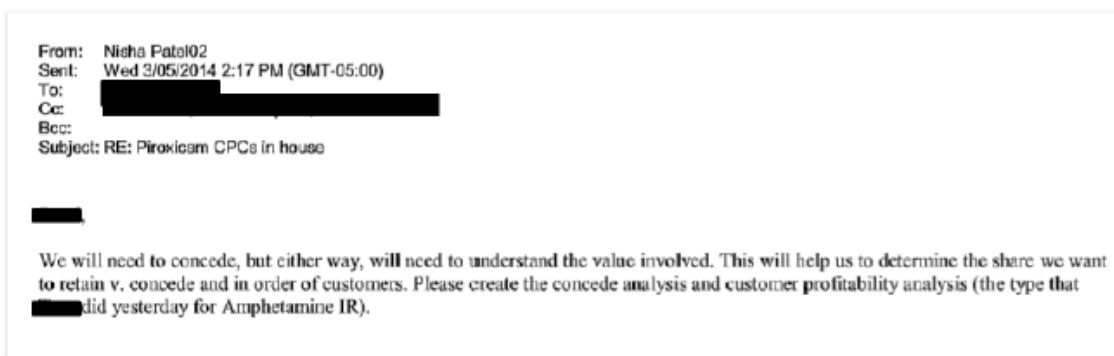 From: Nisha Patel02
Sent: Wed 3/05/2014 2:17 PM (GMT-05:00)
To:
Cc:
Bcc:
Subject: RE: Piroxicam CPCs in house
,
We will need to concede, but either way, will need to understand the value involved. This will help us to determine the share we want
to retain v. concede and in order of customers. Please create the concede analysis and customer profitability analysis (the type that
did yesterday for Amphetamine IR).